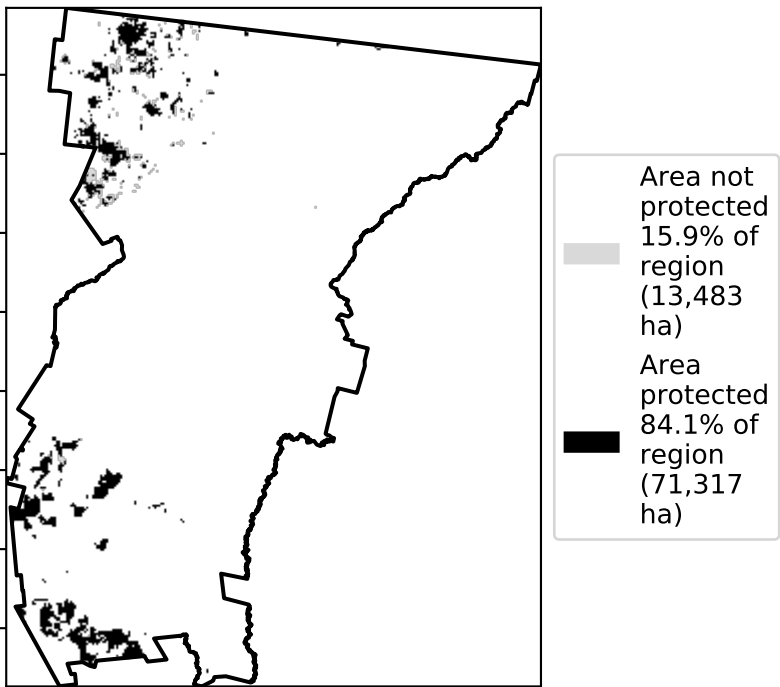 Area not
protected
15.9% of
region
(13,483
ha)
Area
protected
84.1% of
region
(71,317
ha)